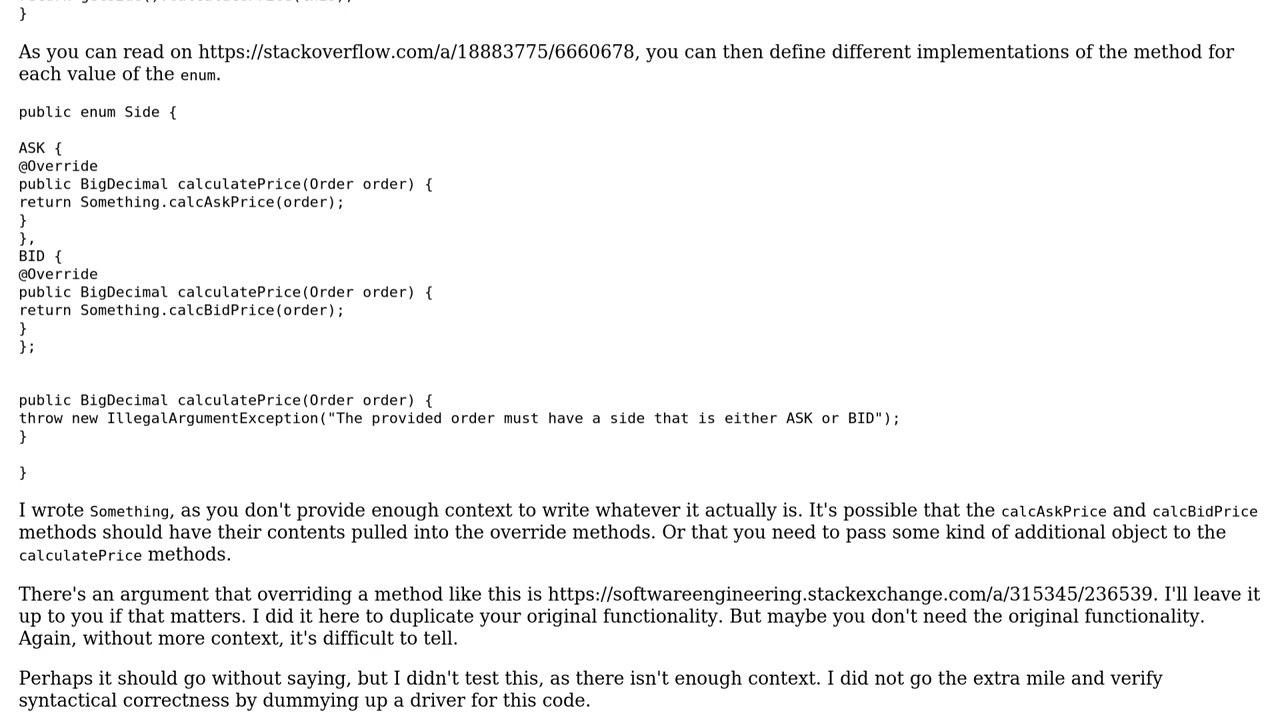 }
As you can read on https://stackoverflow.com/a/18883775/6660678, you can then define different implementations of the method for
each value of the enum.
public enum Side {
ASK {
@Override
public BigDecimal calculatePrice(Order order) {
return Something.calcAskPrice(order);
}
},
BID {
@Override
public BigDecimal calculatePrice(Order order) {
return Something.calcBidPrice(order);
}
};
public BigDecimal calculatePrice(Order order) {
throw new IllegalArgumentException("The provided order must have a side that is either ASK or BID");
}
}
I wrote Something, as you don't provide enough context to write whatever it actually is. It's possible that the calcAskPrice and calcBidPrice
methods should have their contents pulled into the override methods. Or that you need to pass some kind of additional object to the
calculatePrice methods.
There's an argument that overriding a method like this is https://softwareengineering.stackexchange.com/a/315345/236539. I'll leave it
up to you if that matters. I did it here to duplicate your original functionality. But maybe you don't need the original functionality.
Again, without more context, it's difficult to tell.
Perhaps it should go without saying, but I didn't test this, as there isn't enough context. I did not go the extra mile and verify
syntactical correctness by dummying up a driver for this code.